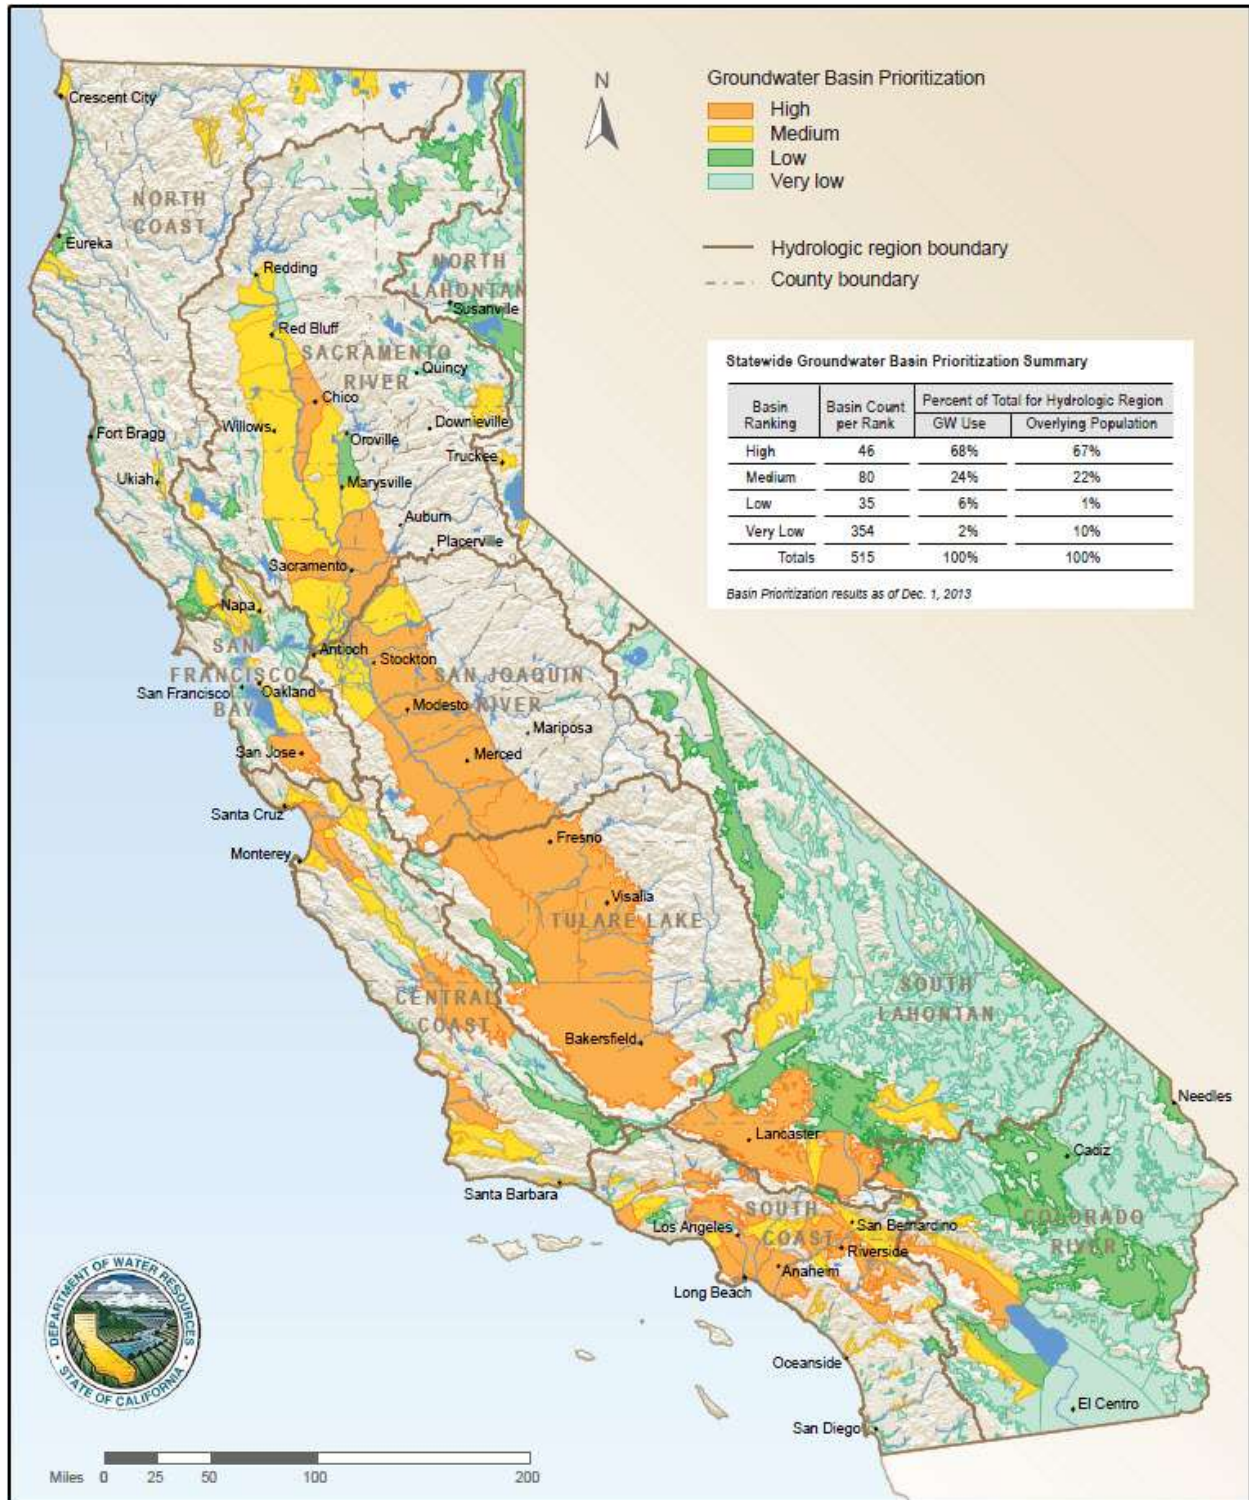 N
Groundwater Basin Prioritization
High
Medium
Low
Very low
Hydrologic region boundary
County boundary
Statewide Groundwater Basin Prioritization Summary
Basin Ranking
Basin Count per Rank
Percent of Total for Hydrologic Region
GW Use
Overlying Population
High 46 68% 67%
Medium 80 24% 22%
Low 35 6% 1%
Very Low 354 2% 10%
Totals 515 100% 100%
Basin Prioritization results as of Dec. 1, 2013
Crescent City
NORTH
COAST
Eureka
Redding
NORTH
LAHONTAN
Susanville
Red Bluff
SACRAMENTO
RIVER
Quincy
Chico
Willows
Oroville
Downieville
Fort Bragg
Truckee
Ukiah
Marysville
Auburn
Placerville
Sacramento
Napa
SAN
FRANCISCO
BAY
Antioch
Stockton
SAN JOAQUIN
RIVER
San Francisco
Oakland
Modesto
Mariposa
San Jose
Merced
Santa Cruz
Fresno
Monterey
Visalia
TULARE LAKE
CENTRAL
COAST
SOUTH
LAHONTAN
Bakersfield
Needles
Lancaster
Cadiz
Santa Barbara
SOUTH
COAST
Los Angeles
San Bernardino
COLORADO
RIVER
Riverside
Anaheim
Long Beach
Oceanside
El Centro
San Diego
DEPARTMENT OF WATER RESOURCES
STATE OF CALIFORNIA
Miles 0 25 50 100 200